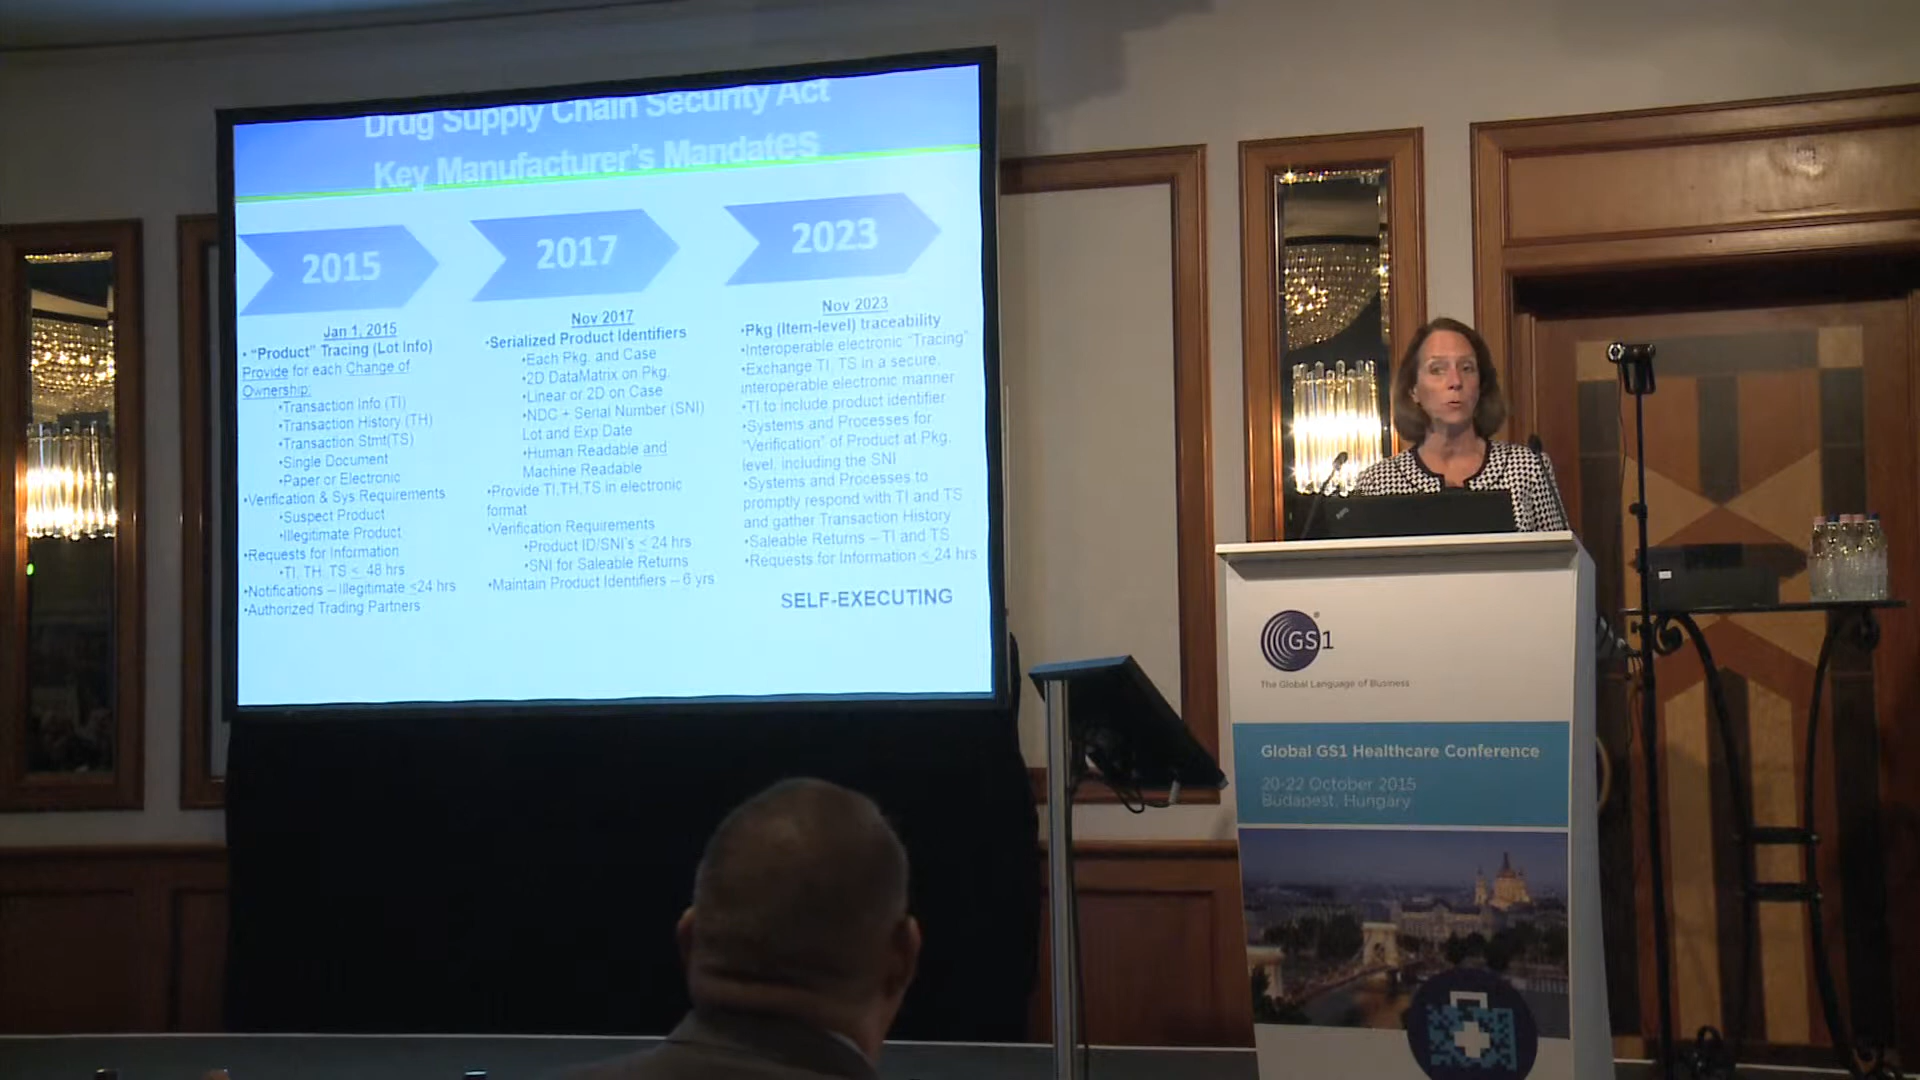 Drug Supply Chain Security Act
Key Manufacturer's Mandates
2015
Jan 1, 2015
• "Product" Tracing (Lot Info)
Provide for each Change of
Ownership:
•Transaction Info (TI)
•Transaction History (TH)
•Transaction Stmt(TS)
•Single Document
•Paper or Electronic
•Verification & Sys Requirements
•Suspect Product
•Illegitimate Product
•Requests for Information
•TI, TH, TS < 48 hrs
•Notifications – Illegitimate <24 hrs
•Authorized Trading Partners
2017
Nov 2017
•Serialized Product Identifiers
•Each Pkg. and Case
•2D DataMatrix on Pkg.
•Linear or 2D on Case
•NDC + Serial Number (SNI)
Lot and Exp Date
•Human Readable and
Machine Readable
•Provide TI,TH,TS in electronic
format
•Verification Requirements
•Product ID/SNI's < 24 hrs
•SNI for Saleable Returns
•Maintain Product Identifiers – 6 yrs
2023
Nov 2023
•Pkg (Item-level) traceability
•Interoperable electronic "Tracing"
•Exchange TI, TS in a secure,
interoperable electronic manner
•TI to include product identifier
•Systems and Processes for
"Verification" of Product at Pkg.
level, including the SNI
•Systems and Processes to
promptly respond with TI and TS
and gather Transaction History
•Saleable Returns – TI and TS
•Requests for Information < 24 hrs
SELF-EXECUTING
GS1
The Global Language of Business
Global GS1 Healthcare Conference
20-22 October 2015
Budapest, Hungary